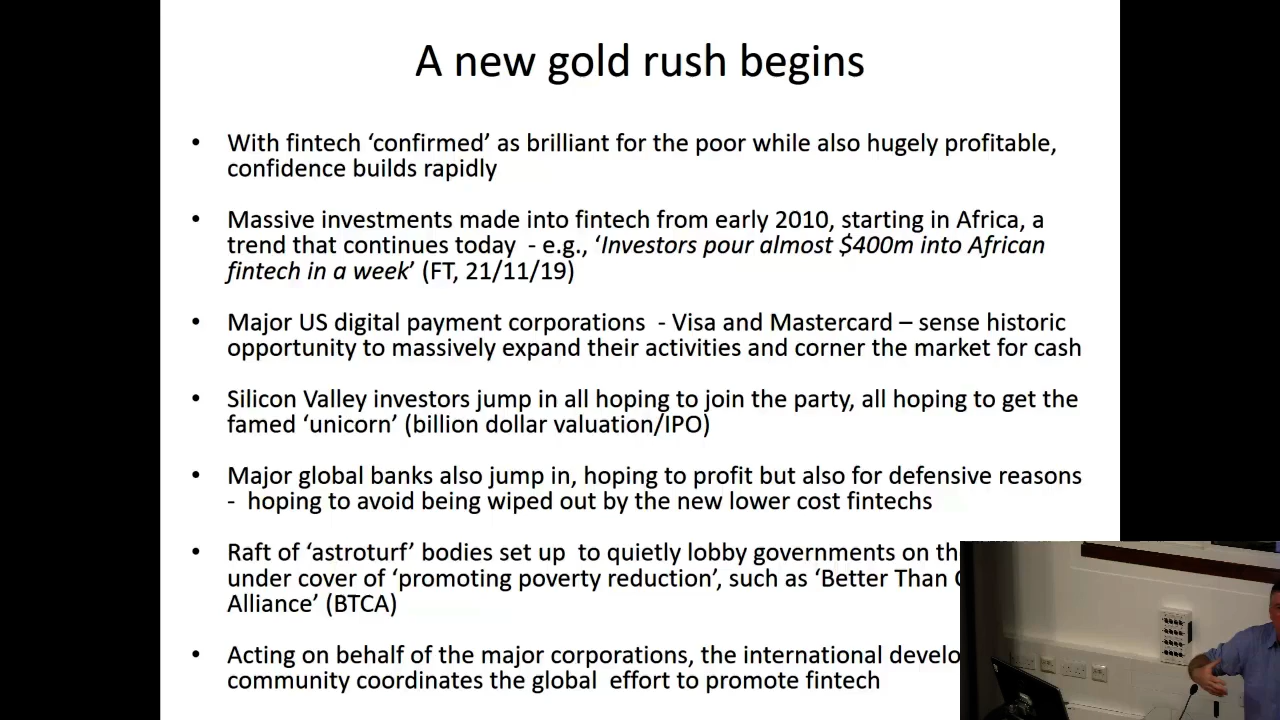 A new gold rush begins
• With fintech ‘confirmed’ as brilliant for the poor while also hugely profitable,
confidence builds rapidly
• Massive investments made into fintech from early 2010, starting in Africa, a
trend that continues today - e.g., ‘Investors pour almost $400m into African
fintech in a week’ (FT, 21/11/19)
• Major US digital payment corporations - Visa and Mastercard – sense historic
opportunity to massively expand their activities and corner the market for cash
• Silicon Valley investors jump in all hoping to join the party, all hoping to get the
famed ‘unicorn’ (billion dollar valuation/IPO)
• Major global banks also jump in, hoping to profit but also for defensive reasons
- hoping to avoid being wiped out by the new lower cost fintechs
• Raft of ‘astroturf’ bodies set up to quietly lobby governments on
under cover of ‘promoting poverty reduction’, such as ‘Better Than
Alliance’ (BTCA)
• Acting on behalf of the major corporations, the international
community coordinates the global effort to promote fintech